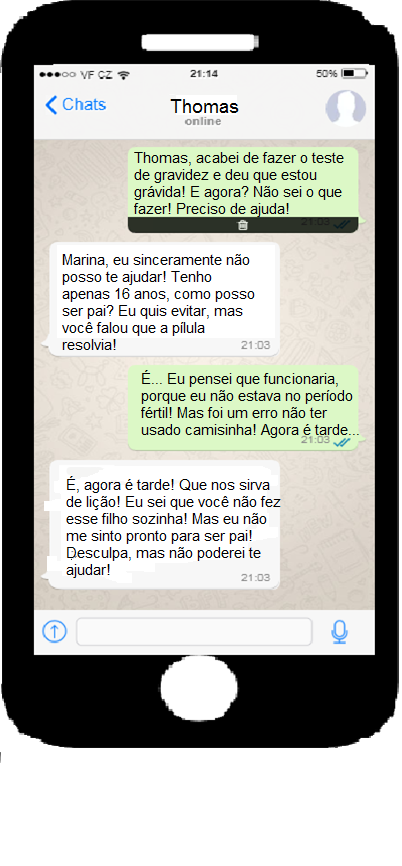 VF CZ 21:14 50%
Chats
Thomas
online
Thomas, acabei de fazer o teste
de gravidez e deu que estou
grávida! E agora? Não sei o que
fazer! Preciso de ajuda!
21:03
Marina, eu sinceramente não
posso te ajudar! Tenho
apenas 16 anos, como posso
ser pai? Eu quis evitar, mas
você falou que a pílula
resolvia!
21:03
É... Eu pensei que funcionaria,
porque eu não estava no período
fértil! Mas foi um erro não ter
usado camisinha! Agora é tarde...
21:03
É, agora é tarde! Que nos sirva
de lição! Eu sei que você não fez
esse filho sozinha! Mas eu não
me sinto pronto para ser pai!
Desculpa, mas não poderei te
ajudar!
21:03